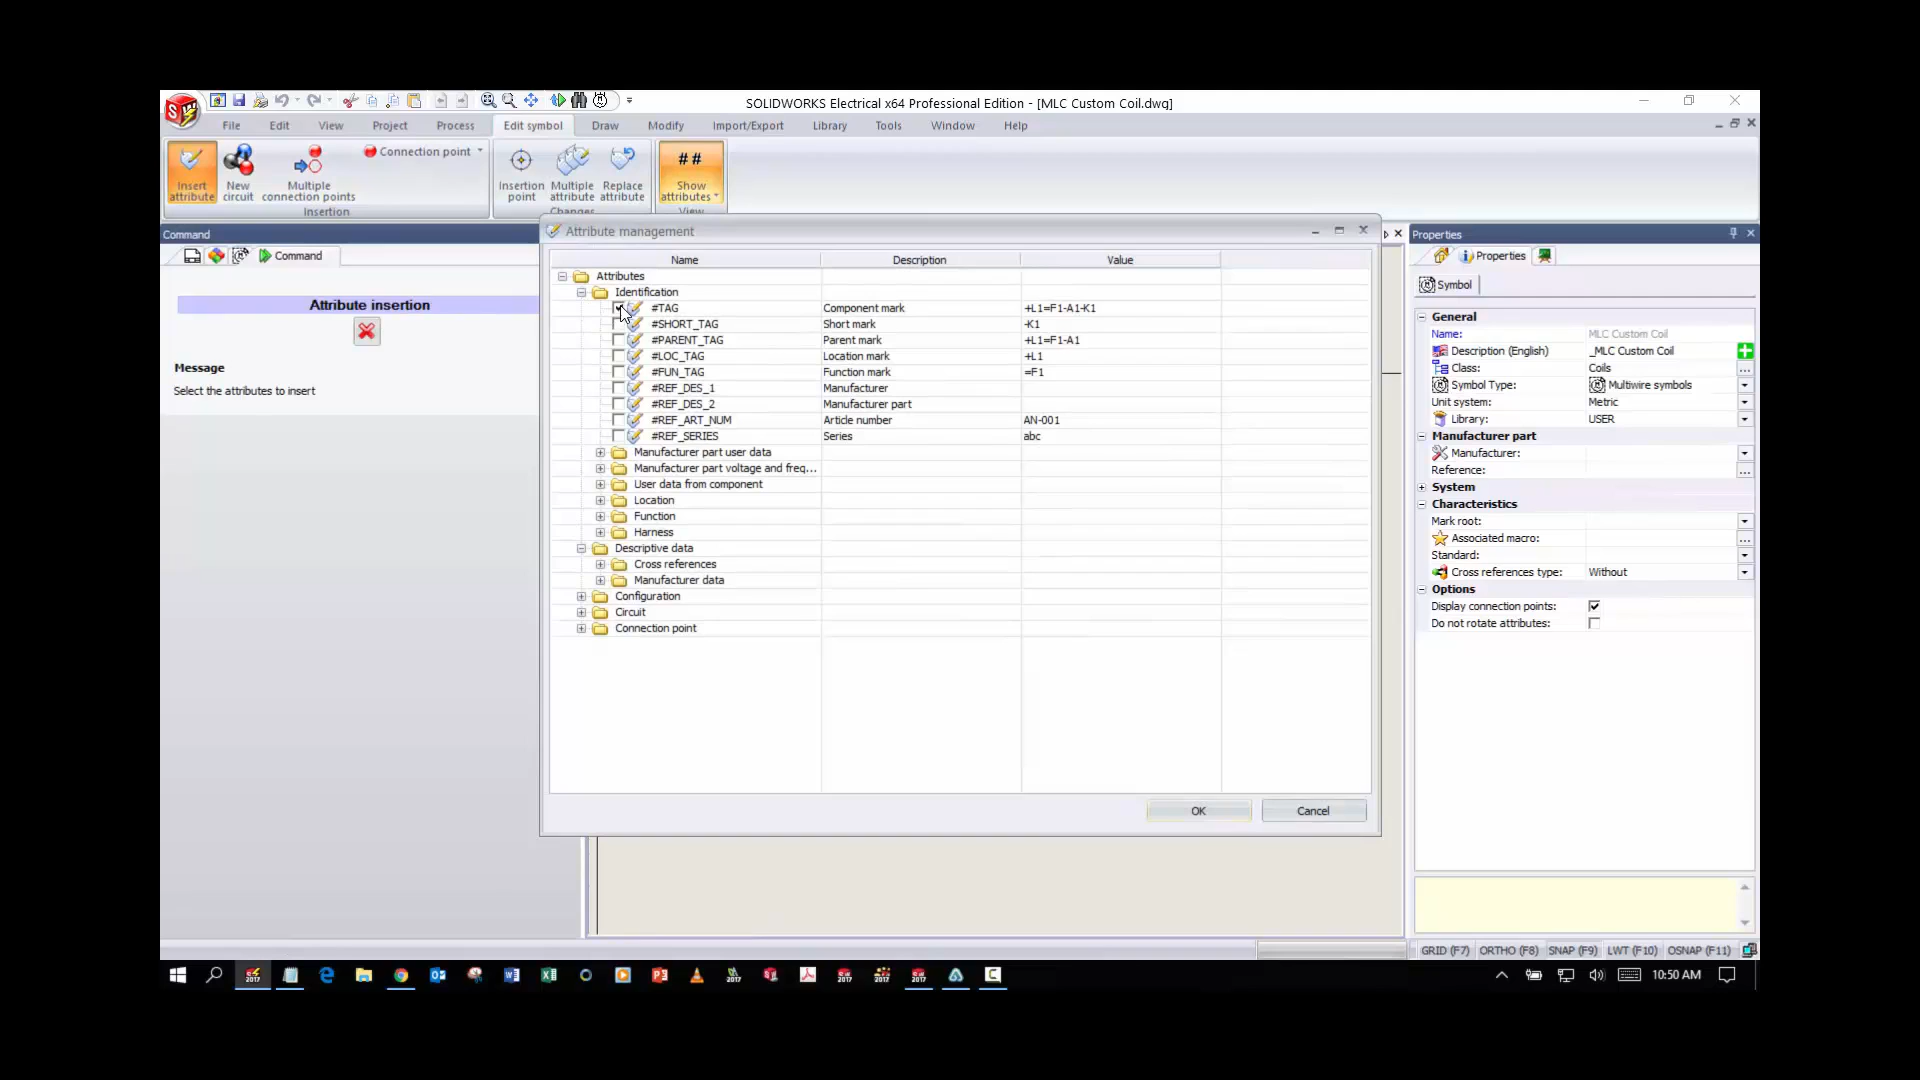 SOLIDWORKS Electrical x64 Professional Edition - [MLC Custom Coil.dwg]
File Edit View Project Process Edit symbol Draw Modify Import/Export Library Tools Window Help
Insert attribute
New circuit
Multiple connection points
Connection point
Insertion point
Multiple attribute
Replace attribute
##
Show attributes
Insertion
Changes
View
Command
Command
Attribute insertion
Message
Select the attributes to insert
Attribute management
Name Description Value
Attributes
Identification
#TAG Component mark +L1=F1-A1-K1
#SHORT_TAG Short mark -K1
#PARENT_TAG Parent mark +L1=F1-A1
#LOC_TAG Location mark +L1
#FUN_TAG Function mark =F1
#REF_DES_1 Manufacturer
#REF_DES_2 Manufacturer part
#REF_ART_NUM Article number AN-001
#REF_SERIES Series abc
Manufacturer part user data
Manufacturer part voltage and freq...
User data from component
Location
Function
Harness
Descriptive data
Cross references
Manufacturer data
Configuration
Circuit
Connection point
OK Cancel
Properties
Properties
Symbol
General
Name: MLC Custom Coil
Description (English) _MLC Custom Coil
Class: Coils
Symbol Type: Multiwire symbols
Unit system: Metric
Library: USER
Manufacturer part
Manufacturer:
Reference:
System
Characteristics
Mark root:
Associated macro:
Standard:
Cross references type: Without
Options
Display connection points:
Do not rotate attributes:
GRID (F7) ORTHO (F8) SNAP (F9) LWT (F10) OSNAP (F11)
10:50 AM